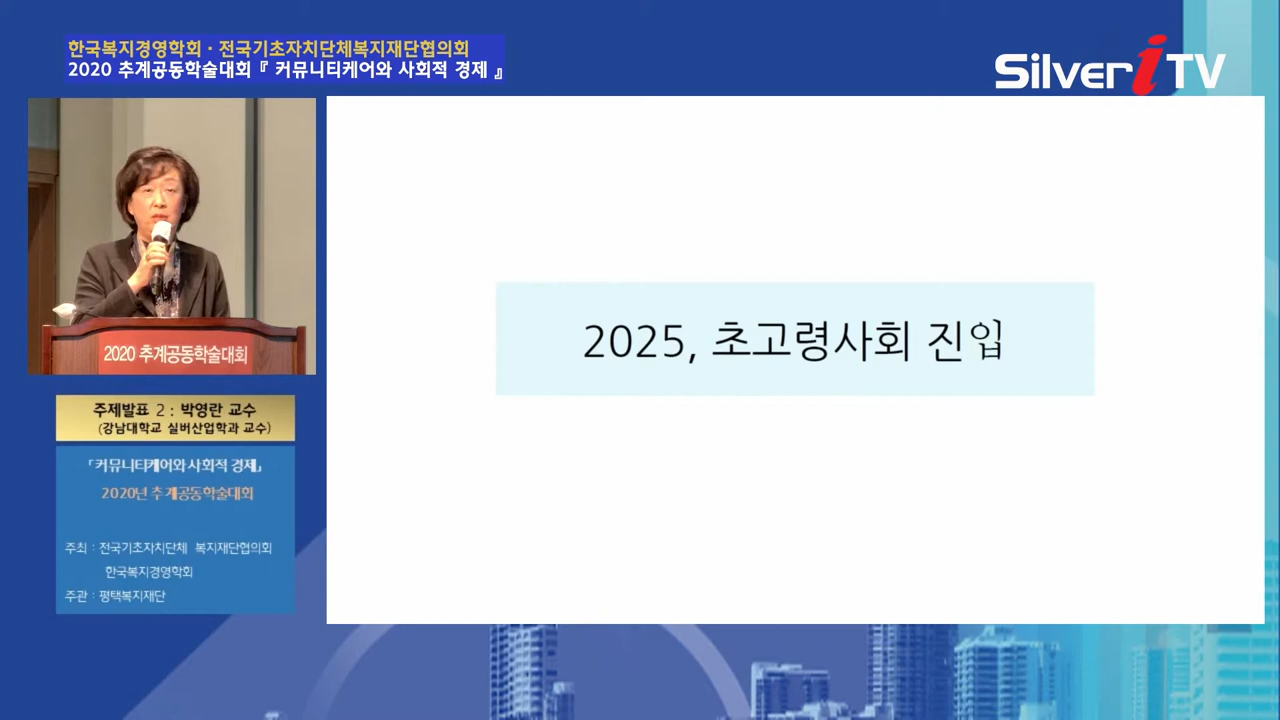 한국복지경영학회 · 전국기초자치단체복지재단협의회
2020 추계공동학술대회 『 커뮤니티케어와 사회적 경제 』
Silver i TV
2025, 초고령사회 진입
2020 추계공동학술대회
주제발표 2 : 박영란 교수
(강남대학교 실버산업학과 교수)
「커뮤니티케어와 사회적 경제」
2020년 추계공동학술대회
주최 : 전국기초자치단체 복지재단협의회
한국복지경영학회
주관 : 평택복지재단